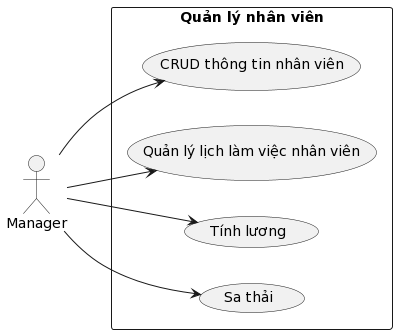 Quản lý nhân viên
CRUD thông tin nhân viên
Quản lý lịch làm việc nhân viên
Manager
Tính lương
Sa thải